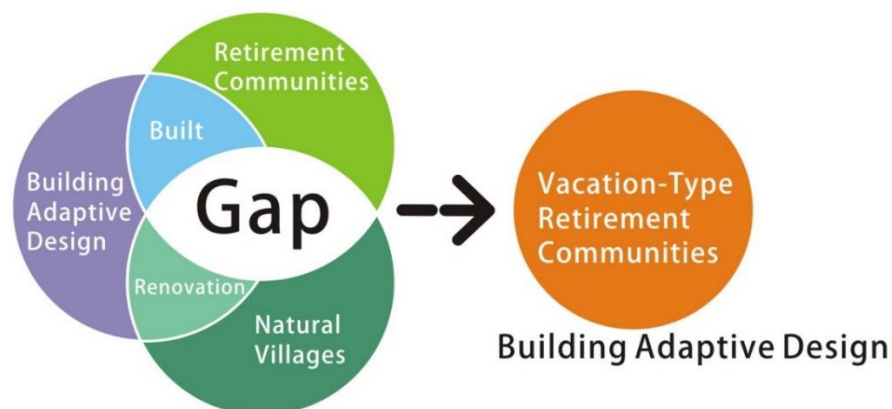 Retirement
Communities
Built
Building
Adaptive
Design
Gap
Renovation
Natural
Villages
Vacation-Type
Retirement
Communities
Building Adaptive Design